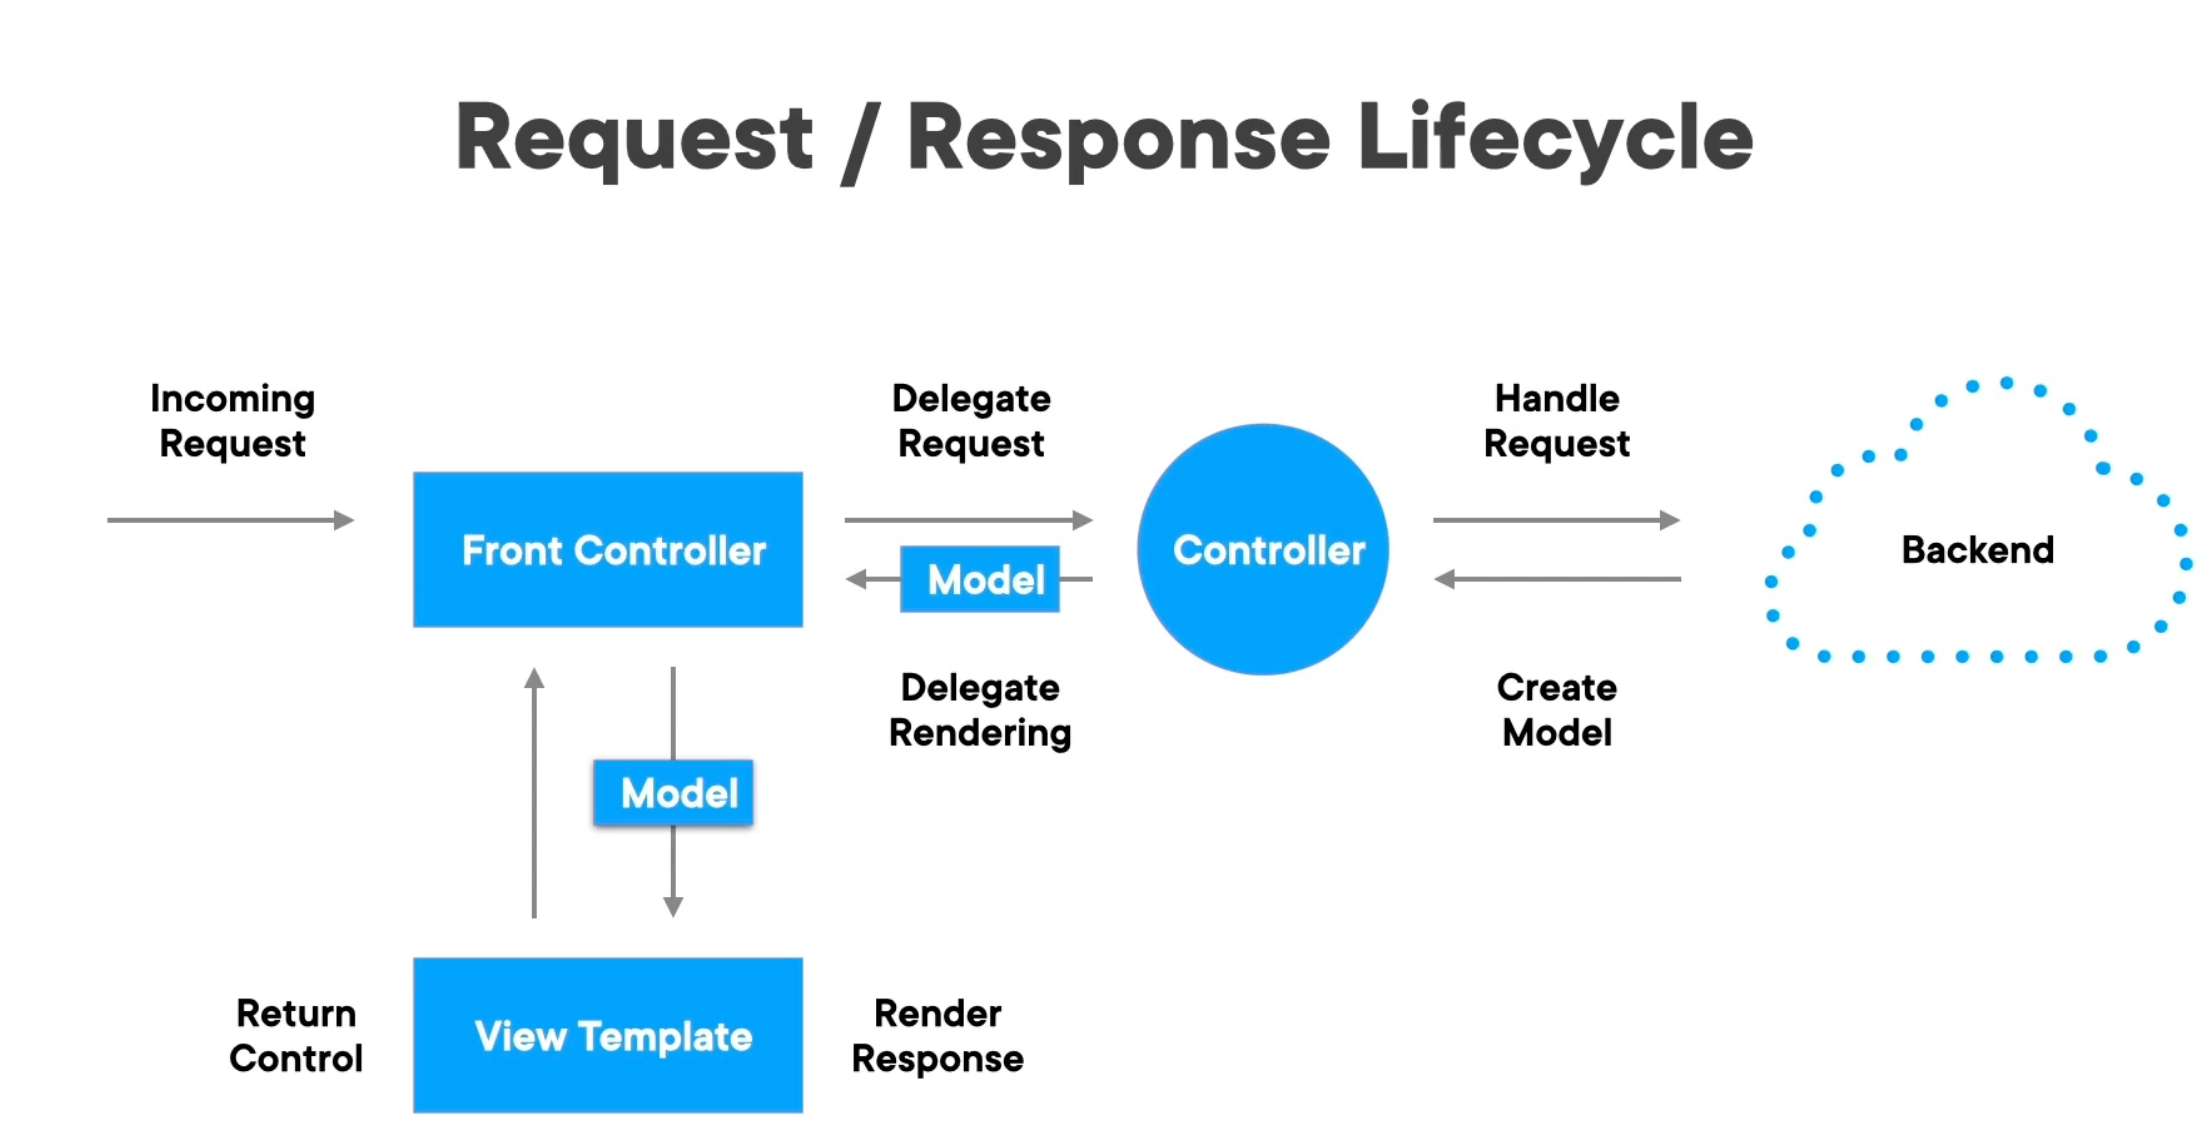 Request / Response Lifecycle
Incoming
Request
Delegate
Request
Handle
Request
Front Controller
Model
Controller
Backend
Delegate
Rendering
Create
Model
Model
Return
Control
View Template
Render
Response